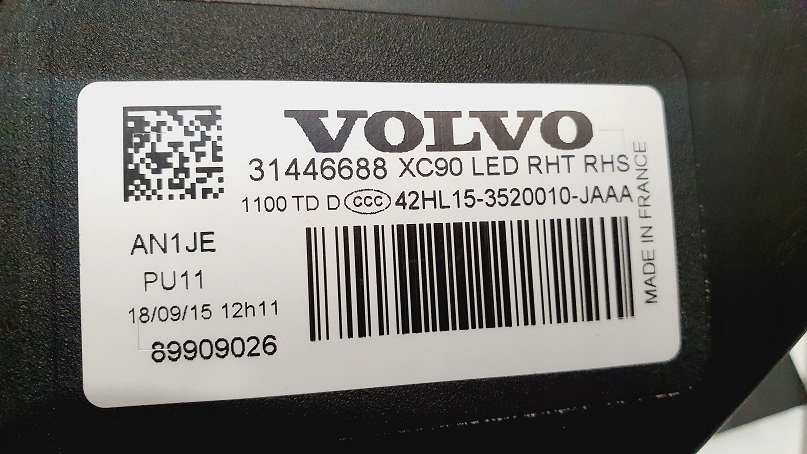 VOLVO
31446688 XC90 LED RHT RHS
1100 TD D CCC 42HL15-3520010-JAAA
MADE IN FRANCE
AN1JE
PU11
18/09/15 12h11
89909026